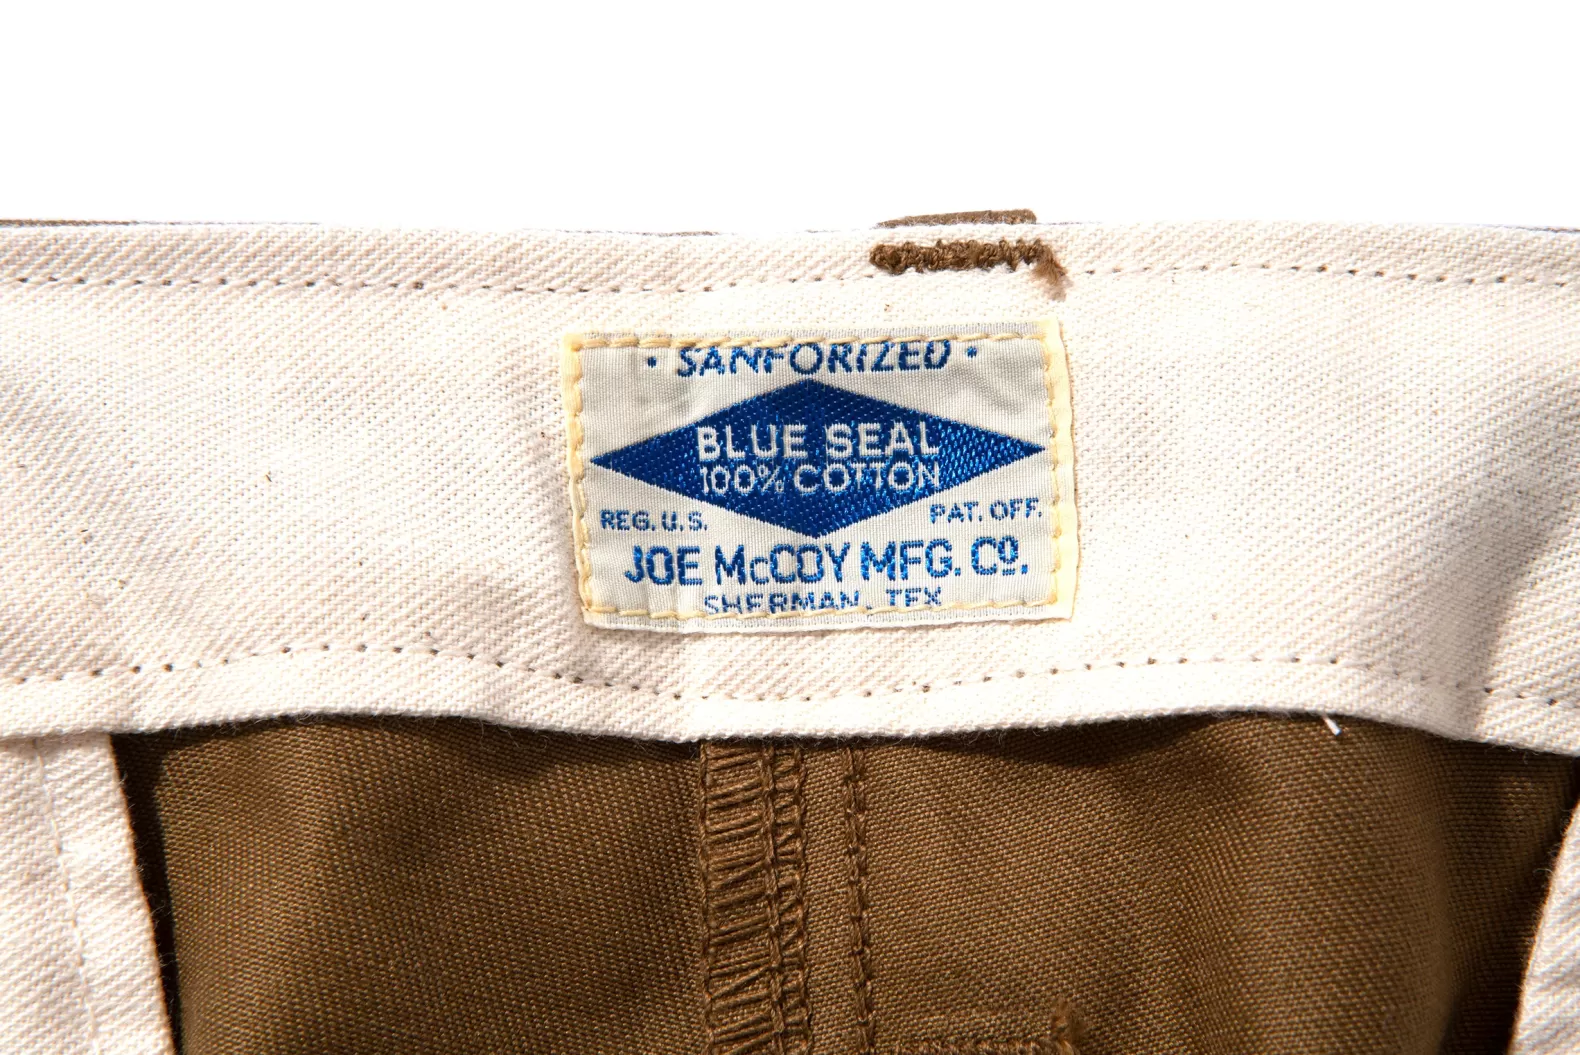 • SANFORIZED •
BLUE SEAL
100% COTTON
REG. U.S. PAT. OFF.
JOE McCOY MFG. Co.
SHERMAN, TEX